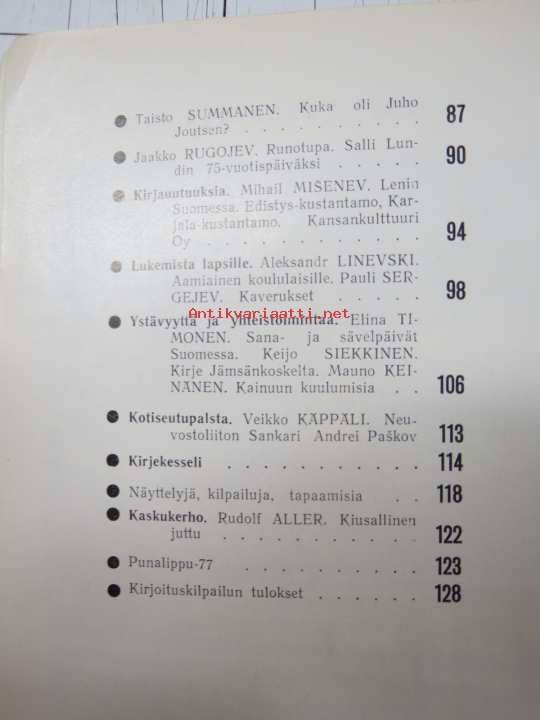 ● Taisto SUMMANEN. Kuka oli Juho
Joutsen? . . . . . . . . . . 87
● Jaakko RUGOJEV. Runotupa. Salli Lun-
din 75-vuotispäiväksi . . . . . 90
● Kirjauutuuksia. Mihail MIŠENEV. Lenin
Suomessa. Edistys-kustantamo, Kar-
jala-kustantamo. Kansankulttuuri
Oy . . . . . . . . . . . . 94
● Lukemista lapsille. Aleksandr LINEVSKI.
Aamiainen koululaisille. Pauli SER-
GEJEV. Kaverukset . . . . . 98
Antikvariaatti.net
● Ystävyyttä ja yhteistoimintaa. Elina TI-
MONEN. Sana- ja sävelpäivät
Suomessa. Keijo SIEKKINEN.
Kirje Jämsänkoskelta. Mauno KEI-
NÄNEN. Kainuun kuulumisia . . 106
● Kotiseutupalsta. Veikko KÄPPÄLI. Neu-
vostoliiton Sankari Andrei Paškov 113
● Kirjekesseli . . . . . . . . . . 114
● Näyttelyjä, kilpailuja, tapaamisia . . 118
● Kaskukerho. Rudolf ALLER. Kiusallinen
juttu . . . . . . . . . . 122
● Punalippu-77 . . . . . . . . . 123
● Kirjoituskilpailun tulokset . . . . . . 128